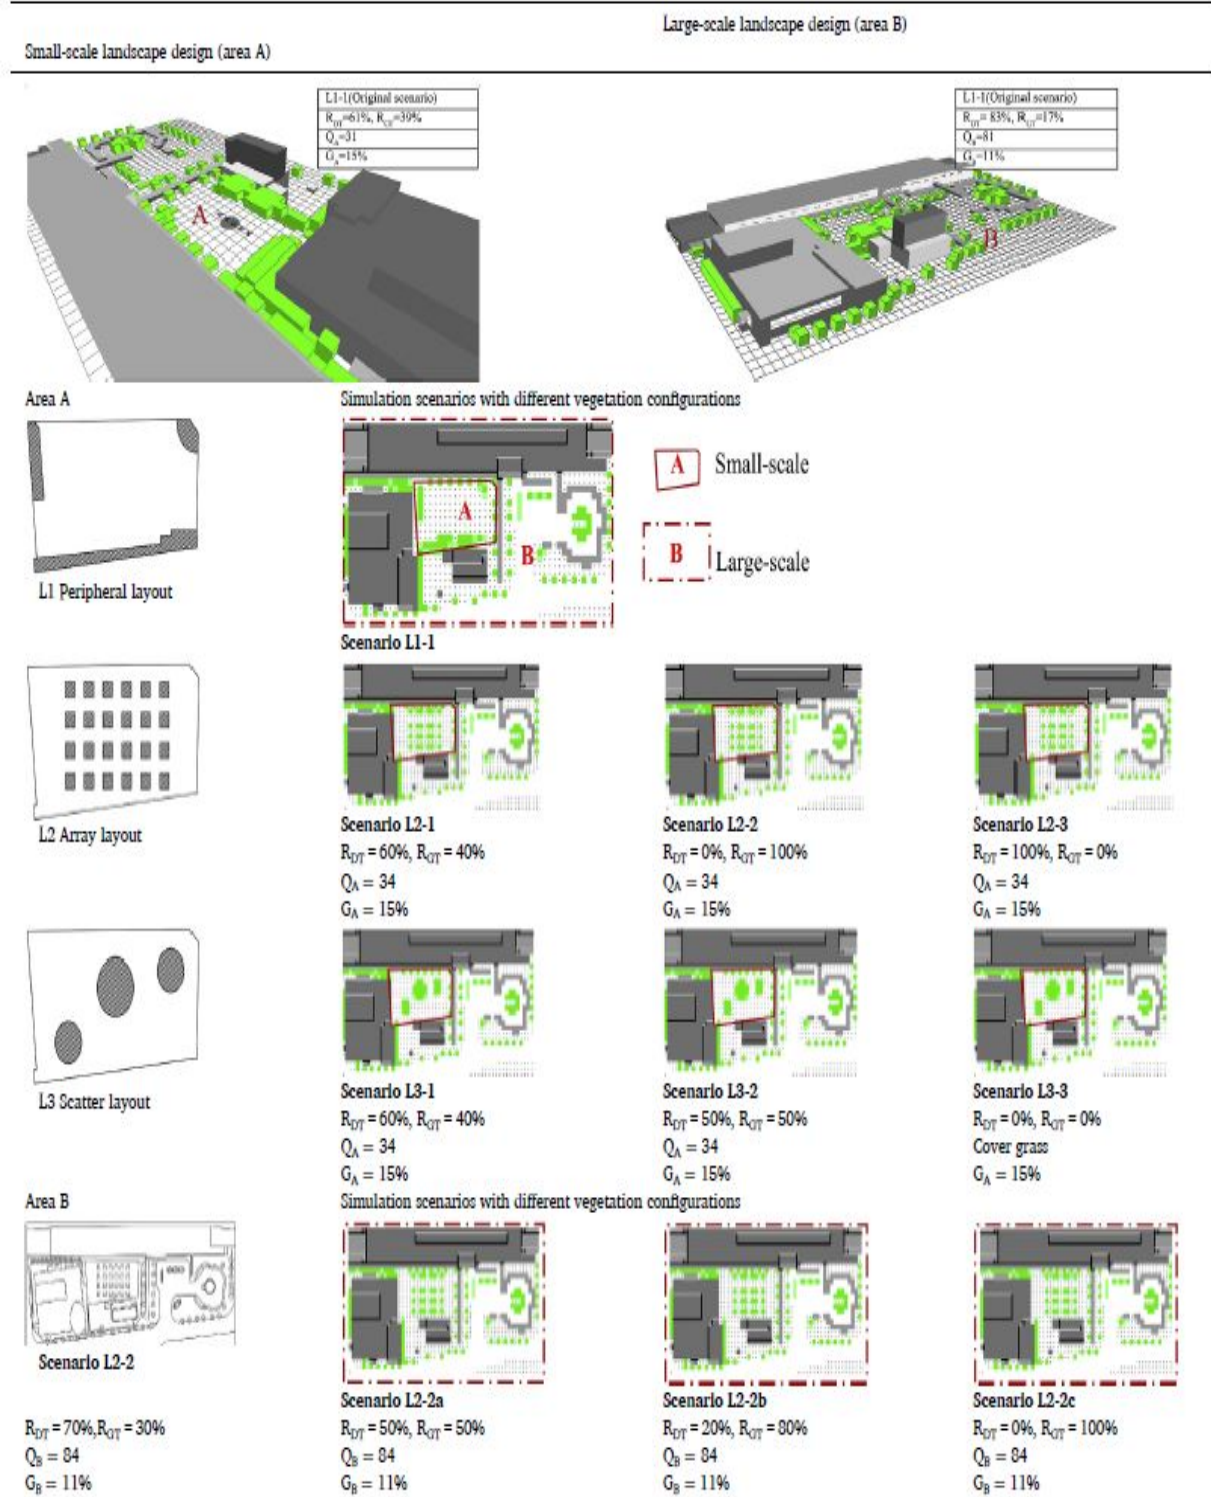 Large-scale landscape design (area B)
Small-scale landscape design (area A)
L1-1(Original scenario)
R_DT=61%, R_GT=39%
Q_A=31
G_A=15%
A
L1-1(Original scenario)
R_DT= 83%, R_GT=17%
Q_B=81
G_B=11%
B
Area A
Simulation scenarios with different vegetation configurations
A
B
A Small-scale
B Large-scale
L1 Peripheral layout
Scenario L1-1
L2 Array layout
Scenario L2-1
Scenario L2-2
Scenario L2-3
R_DT = 60%, R_GT = 40%
R_DT = 0%, R_GT = 100%
R_DT = 100%, R_GT = 0%
Q_A = 34
Q_A = 34
Q_A = 34
G_A = 15%
G_A = 15%
G_A = 15%
L3 Scatter layout
Scenario L3-1
Scenario L3-2
Scenario L3-3
R_DT = 60%, R_GT = 40%
R_DT = 50%, R_GT = 50%
R_DT = 0%, R_GT = 0%
Q_A = 34
Q_A = 34
Cover grass
G_A = 15%
G_A = 15%
G_A = 15%
Area B
Simulation scenarios with different vegetation configurations
Scenario L2-2
Scenario L2-2a
Scenario L2-2b
Scenario L2-2c
R_DT = 70%,R_GT = 30%
R_DT = 50%, R_GT = 50%
R_DT = 20%, R_GT = 80%
R_DT = 0%, R_GT = 100%
Q_B = 84
Q_B = 84
Q_B = 84
Q_B = 84
G_B = 11%
G_B = 11%
G_B = 11%
G_B = 11%